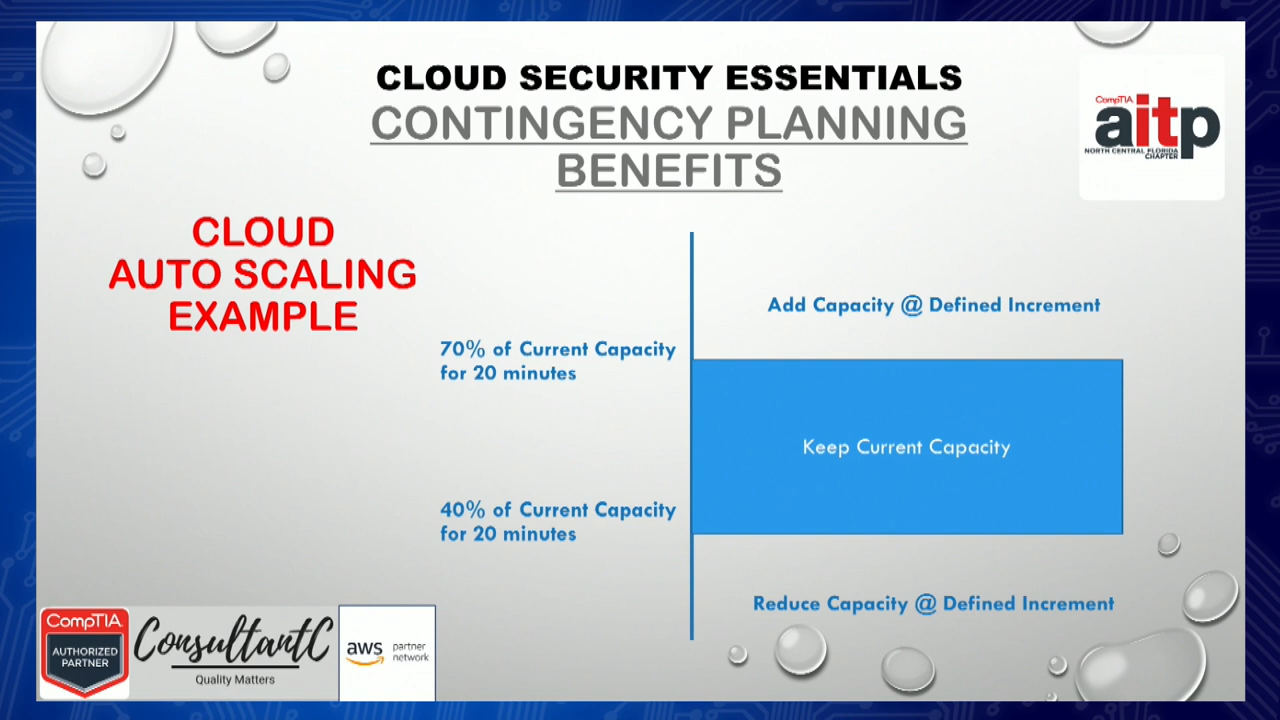 CLOUD SECURITY ESSENTIALS
CONTINGENCY PLANNING
BENEFITS
CompTIA
aitp
NORTH CENTRAL FLORIDA
CHAPTER
CLOUD
AUTO SCALING
EXAMPLE
Add Capacity @ Defined Increment
70% of Current Capacity
for 20 minutes
Keep Current Capacity
40% of Current Capacity
for 20 minutes
Reduce Capacity @ Defined Increment
CompTIA
AUTHORIZED
PARTNER
ConsultantC
Quality Matters
aws
partner
network